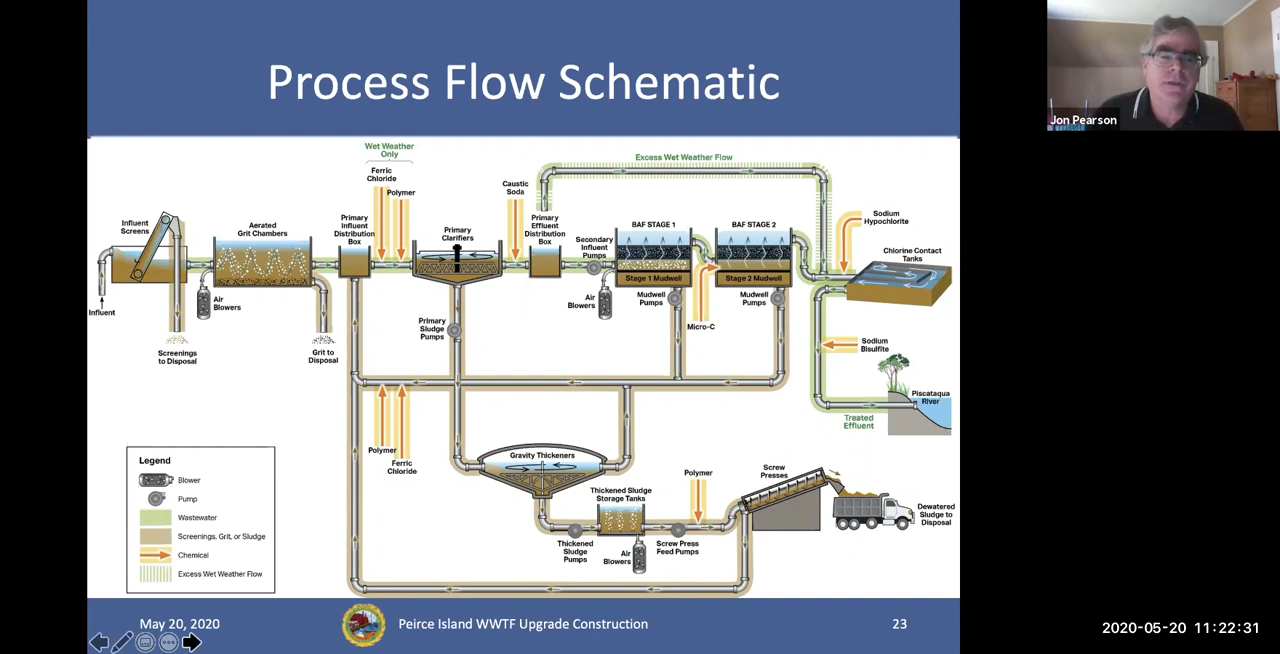 Process Flow Schematic
Jon Pearson
Wet Weather
Only
Excess Wet Weather Flow
Ferric
Chloride
Polymer
Caustic
Soda
Influent
Screens
Aerated
Grit Chambers
Primary
Influent
Distribution
Box
Primary
Clarifiers
Primary
Effluent
Distribution
Box
Secondary
Influent
Pumps
BAF STAGE 1
BAF STAGE 2
Sodium
Hypochlorite
Chlorine Contact
Tanks
Stage 1 Mudwell
Stage 2 Mudwell
Influent
Air
Blowers
Air
Blowers
Mudwell
Pumps
Mudwell
Pumps
Micro-C
Screenings
to Disposal
Grit to
Disposal
Primary
Sludge
Pumps
Sodium
Bisulfite
Piscataqua
River
Treated
Effluent
Polymer
Ferric
Chloride
Gravity Thickeners
Thickened Sludge
Storage Tanks
Polymer
Screw
Presses
Dewatered
Sludge to
Disposal
Thickened
Sludge
Pumps
Air
Blowers
Screw Press
Feed Pumps
Legend
Blower
Pump
Wastewater
Screenings, Grit, or Sludge
Chemical
Excess Wet Weather Flow
May 20, 2020
Peirce Island WWTF Upgrade Construction
23
2020-05-20 11:22:31